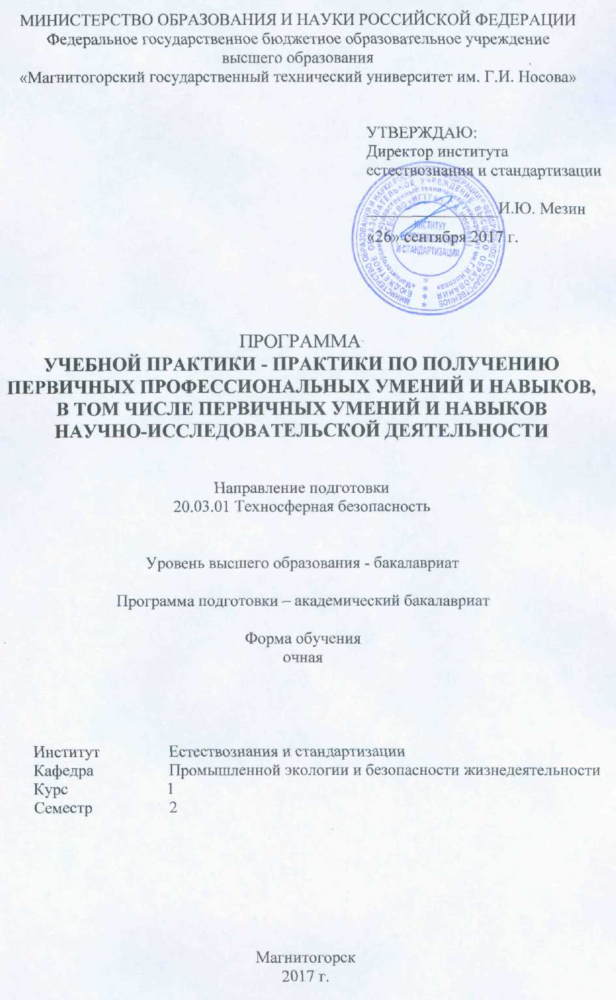 МИНИСТЕРСТВО ОБРАЗОВАНИЯ И НАУКИ РОССИЙСКОЙ ФЕДЕРАЦИИ
Федеральное государственное бюджетное образовательное учреждение
высшего образования
«Магнитогорский государственный технический университет им. Г.И. Носова»
УТВЕРЖДАЮ:
Директор института
естествознания и стандартизации
И.Ю. Мезин
«26» сентября 2017 г.
ИНСТИТУТ
И СТАНДАРТИЗАЦИИ
ПРОГРАММА
УЧЕБНОЙ ПРАКТИКИ - ПРАКТИКИ ПО ПОЛУЧЕНИЮ
ПЕРВИЧНЫХ ПРОФЕССИОНАЛЬНЫХ УМЕНИЙ И НАВЫКОВ,
В ТОМ ЧИСЛЕ ПЕРВИЧНЫХ УМЕНИЙ И НАВЫКОВ
НАУЧНО-ИССЛЕДОВАТЕЛЬСКОЙ ДЕЯТЕЛЬНОСТИ
Направление подготовки
20.03.01 Техносферная безопасность
Уровень высшего образования - бакалавриат
Программа подготовки – академический бакалавриат
Форма обучения
очная
Институт Естествознания и стандартизации
Кафедра Промышленной экологии и безопасности жизнедеятельности
Курс 1
Семестр 2
Магнитогорск
2017 г.